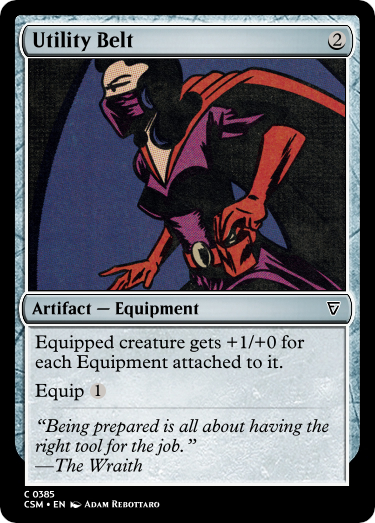 Utility Belt 2
Artifact — Equipment
Equipped creature gets +1/+0 for
each Equipment attached to it.
Equip 1
“Being prepared is all about having the
right tool for the job.”
—The Wraith
C 0385
CSM • EN Adam Rebottaro